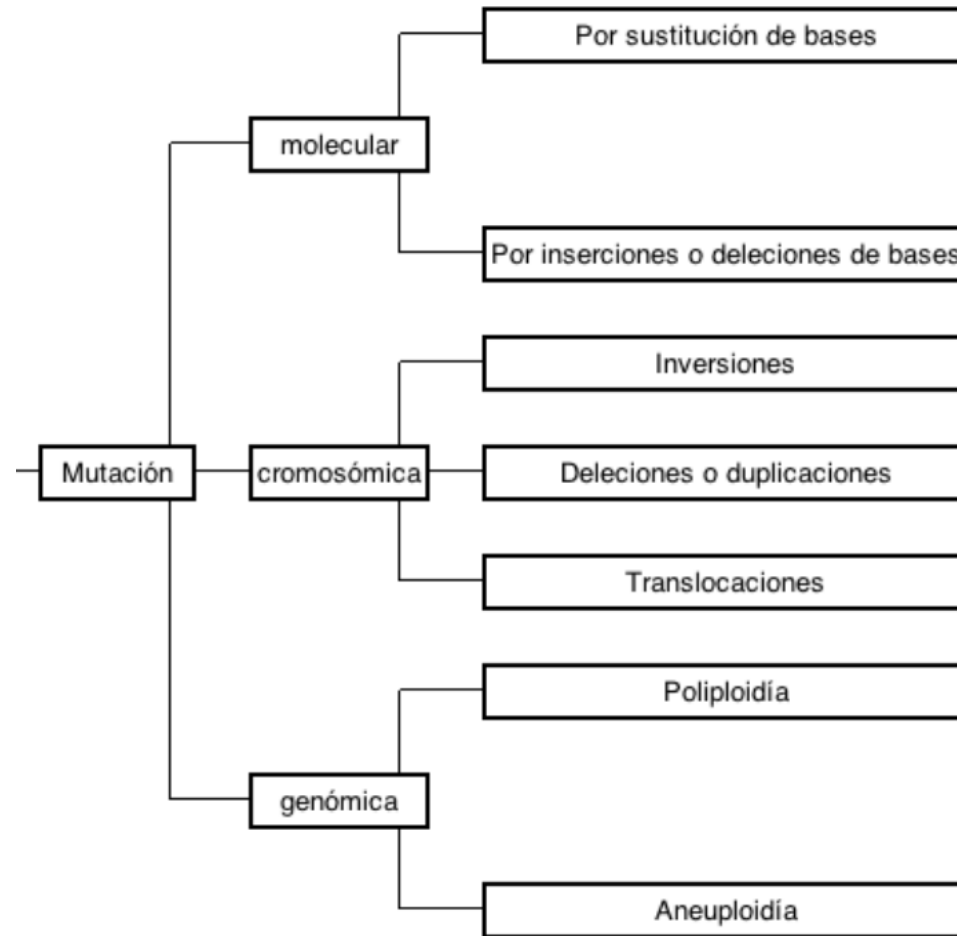 Por sustitución de bases
molecular
Por inserciones o deleciones de bases
Inversiones
Mutación
cromosómica
Deleciones o duplicaciones
Translocaciones
Poliploidía
genómica
Aneuploidía